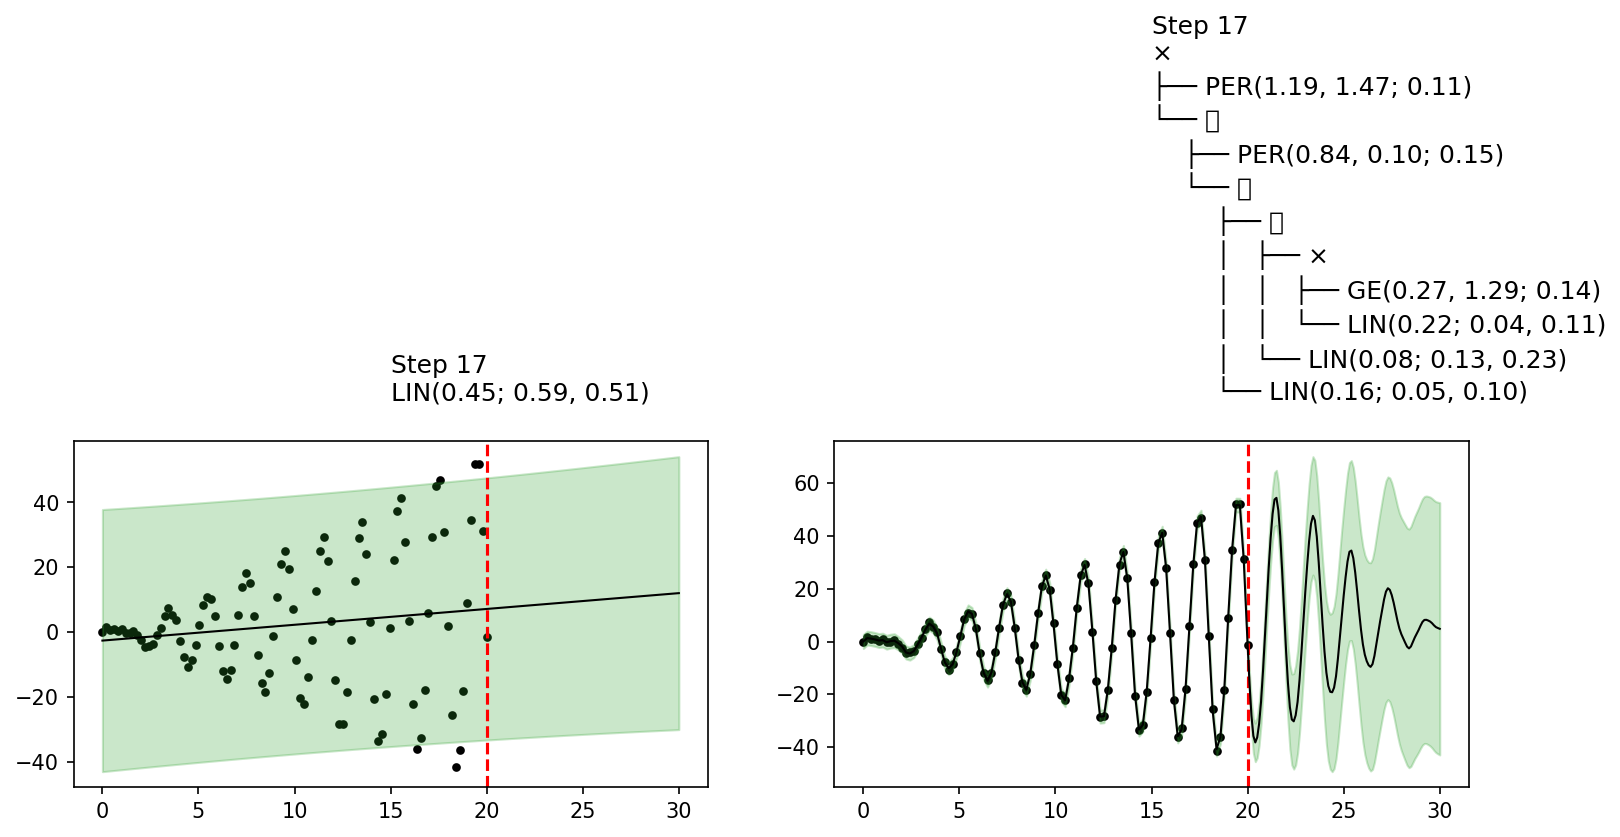 Step 17
LIN(0.45; 0.59, 0.51)
40
20
0
−20
−40
0
5
10
15
20
25
30
Step 17
×
├── PER(1.19, 1.47; 0.11)
└── 
├── PER(0.84, 0.10; 0.15)
└── 
├── 
│ ├── ×
│ │ ├── GE(0.27, 1.29; 0.14)
│ │ └── LIN(0.22; 0.04, 0.11)
│ └── LIN(0.08; 0.13, 0.23)
└── LIN(0.16; 0.05, 0.10)
60
40
20
0
−20
−40
0
5
10
15
20
25
30